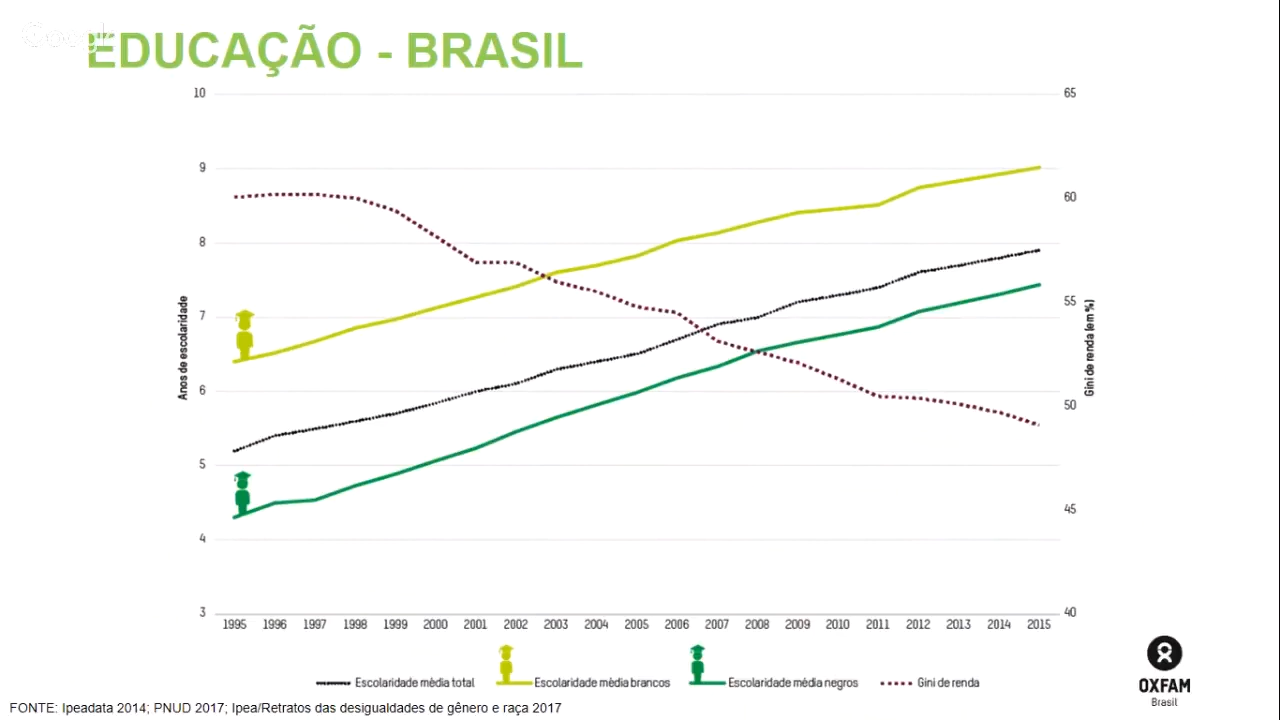 Google
EDUCAÇÃO - BRASIL
10
9
8
7
6
5
4
3
Anos de escolaridade
65
60
55
50
45
40
Gini de renda (em %)
1995 1996 1997 1998 1999 2000 2001 2002 2003 2004 2005 2006 2007 2008 2009 2010 2011 2012 2013 2014 2015
Escolaridade média total Escolaridade média brancos Escolaridade média negros Gini de renda
OXFAM
Brasil
FONTE: Ipeadata 2014; PNUD 2017; Ipea/Retratos das desigualdades de gênero e raça 2017